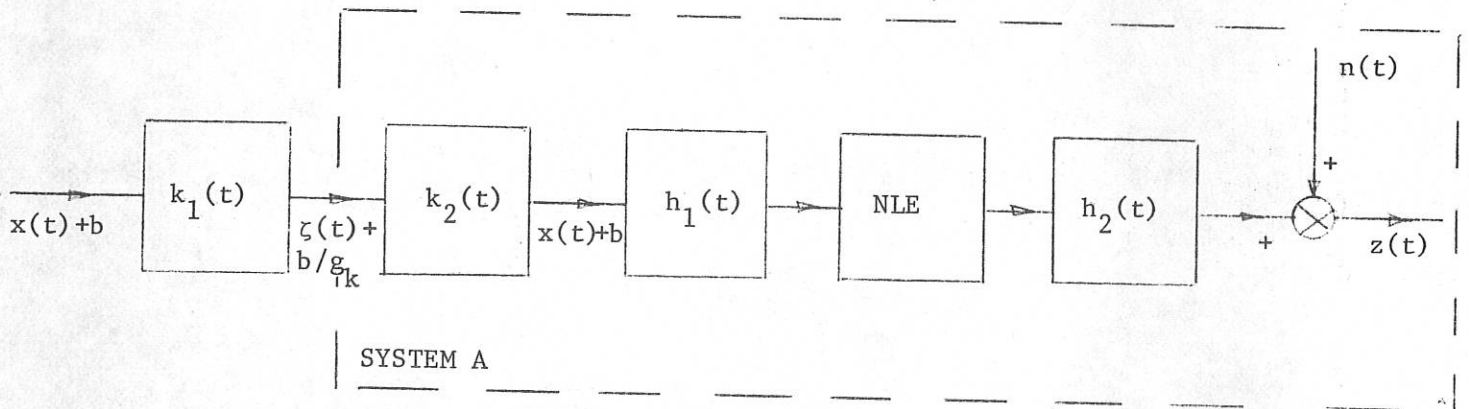 n(t)
k₁(t)
k₂(t)
h₁(t)
NLE
h₂(t)
+
x(t)+b
ζ(t)+
b/gₖ
x(t)+b
+
z(t)
SYSTEM A